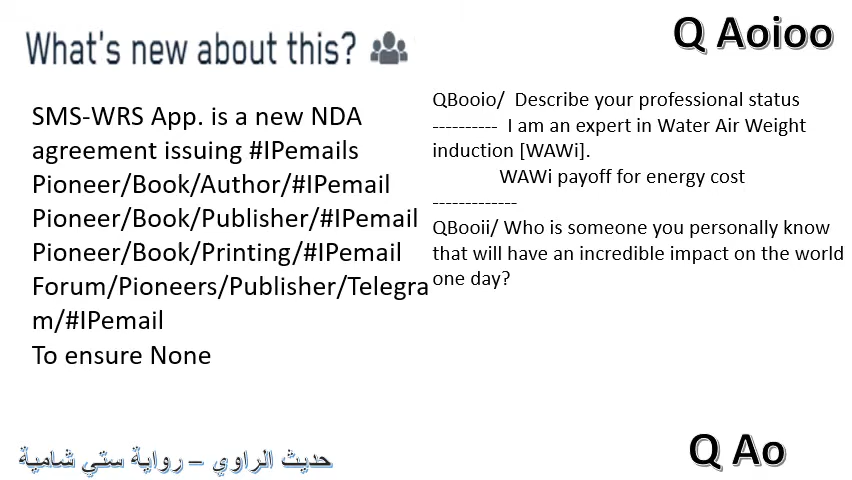 What's new about this?
Q Aoioo
SMS-WRS App. is a new NDA
agreement issuing #IPemails
Pioneer/Book/Author/#IPemail
Pioneer/Book/Publisher/#IPemail
Pioneer/Book/Printing/#IPemail
Forum/Pioneers/Publisher/Telegra
m/#IPemail
To ensure None
QBooio/  Describe your professional status
----------  I am an expert in Water Air Weight
induction [WAWi].
WAWi payoff for energy cost
-------------
QBooii/ Who is someone you personally know
that will have an incredible impact on the world
one day?
حديث الراوي – رواية ستي شامية
Q Ao